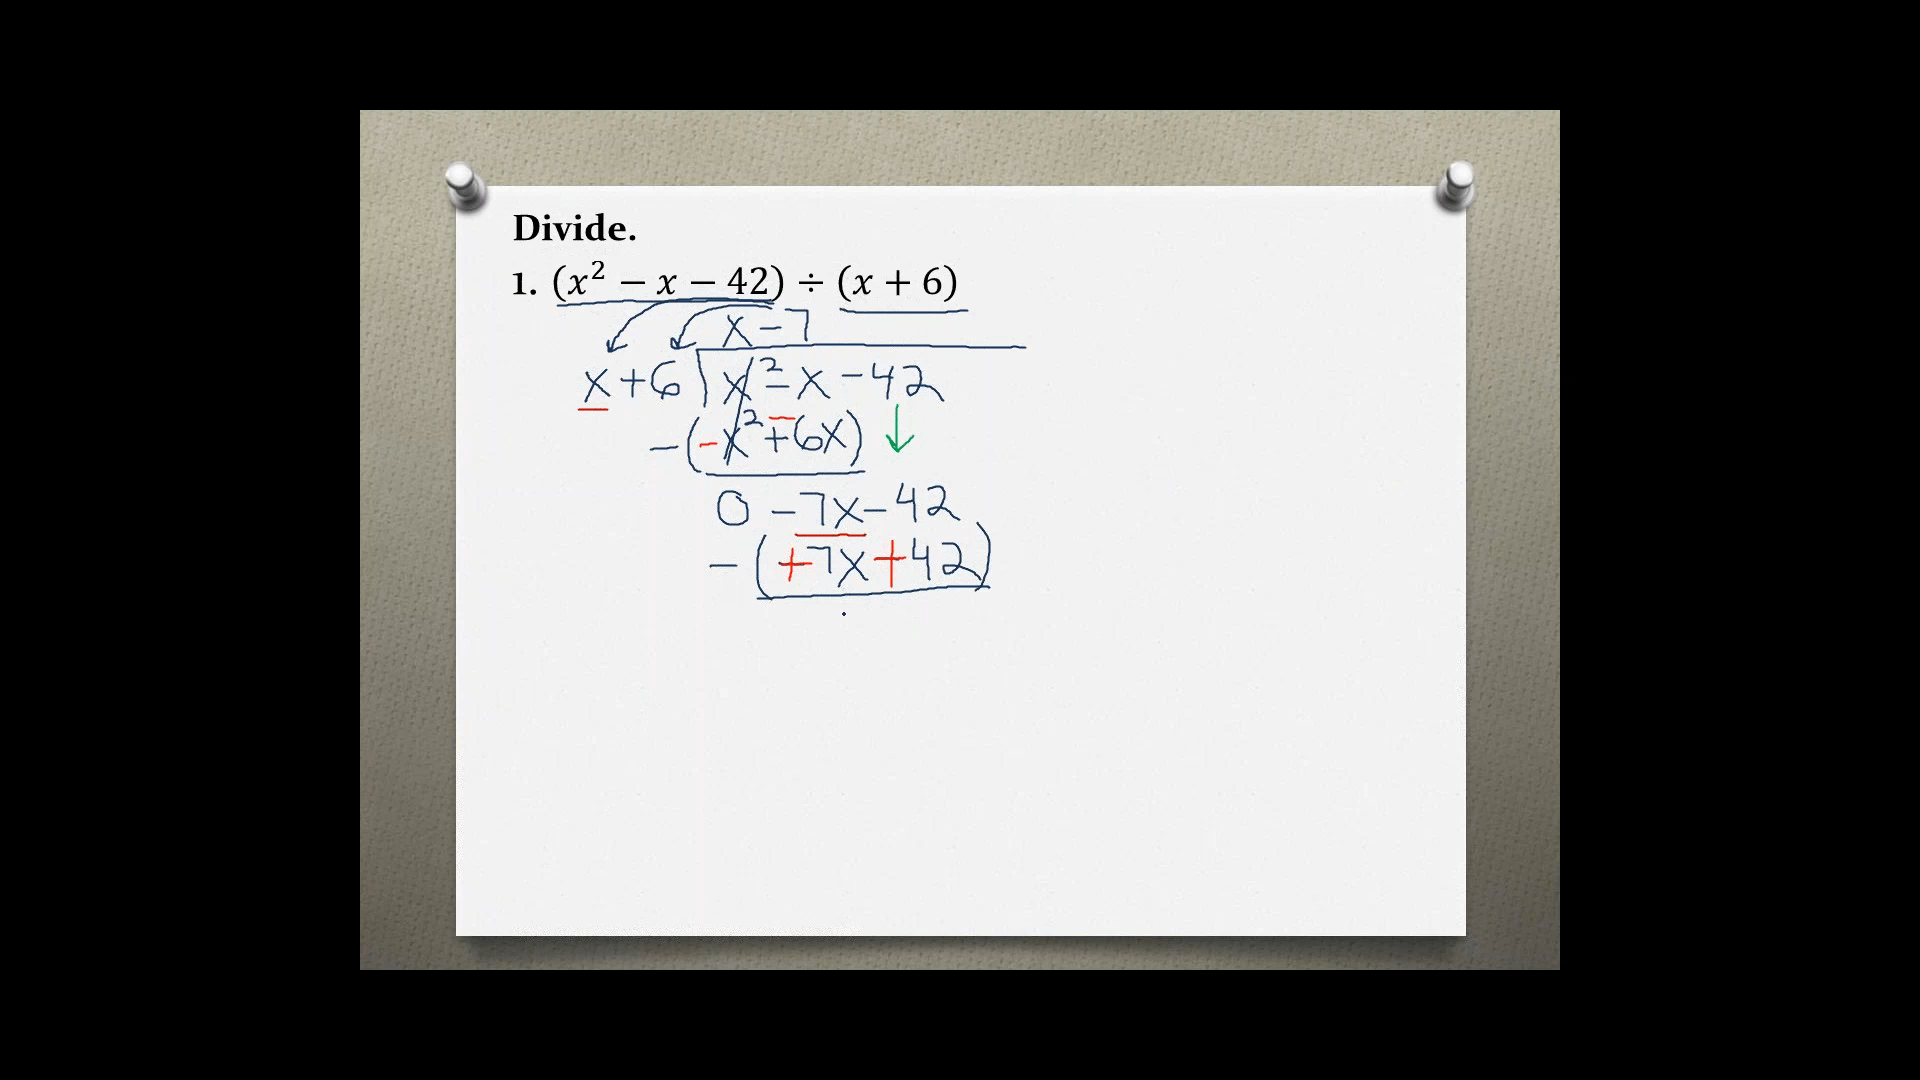 Divide.
1. (x² − x − 42) ÷ (x + 6)
x − 7
x + 6 x² − x − 42
− (- x² + 6x)
0 − 7x − 42
− (+7x + 42)